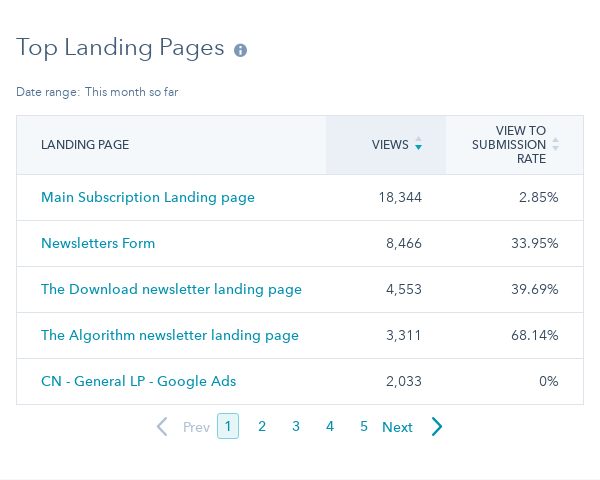 Top Landing Pages
Date range: This month so far
LANDING PAGE VIEWS VIEW TO SUBMISSION RATE
Main Subscription Landing page 18,344 2.85%
Newsletters Form 8,466 33.95%
The Download newsletter landing page 4,553 39.69%
The Algorithm newsletter landing page 3,311 68.14%
CN - General LP - Google Ads 2,033 0%
Prev 1 2 3 4 5 Next